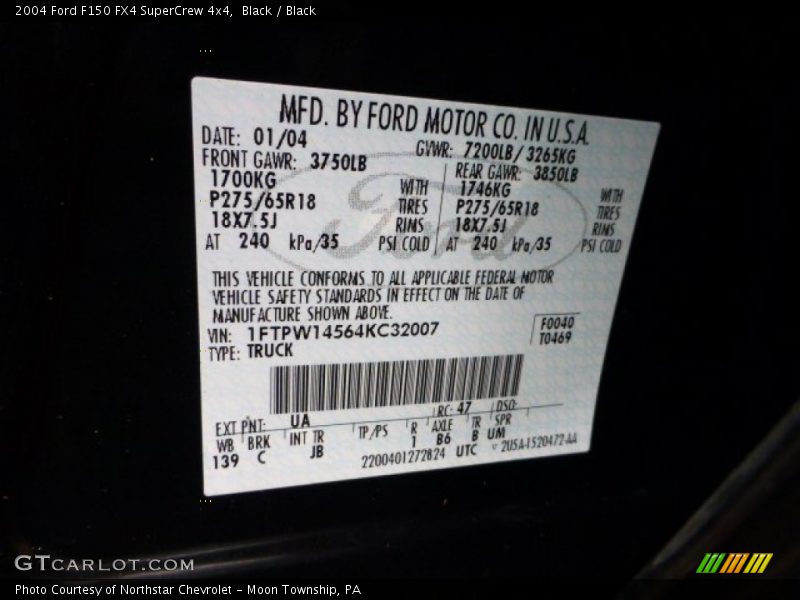 2004 Ford F150 FX4 SuperCrew 4x4,  Black / Black
MFD. BY FORD MOTOR CO. IN U.S.A.
DATE: 01/04 GVWR: 7200LB/ 3265KG
FRONT GAWR: 3750LB REAR GAWR: 3850LB
1700KG WITH 1746KG WITH
P275/65R18 TIRES P275/65R18 TIRES
18X7.5J RIMS 18X7.5J RIMS
AT 240 kPa/35 PSI COLD AT 240 kPa/35 PSI COLD
Ford
THIS VEHICLE CONFORMS TO ALL APPLICABLE FEDERAL MOTOR
VEHICLE SAFETY STANDARDS IN EFFECT ON THE DATE OF
MANUFACTURE SHOWN ABOVE.
VIN: 1FTPW14564KC32007 F0040
TYPE: TRUCK T0469
EXT PNT: UA RC: 47 DSO:
WB BRK INT TR TP/PS R AXLE TR SPR
139 C JB 1 B6 B UM
2200401272824 UTC 2U5A-1520472-AA
GTCARLOT.COM
Photo Courtesy of Northstar Chevrolet - Moon Township, PA